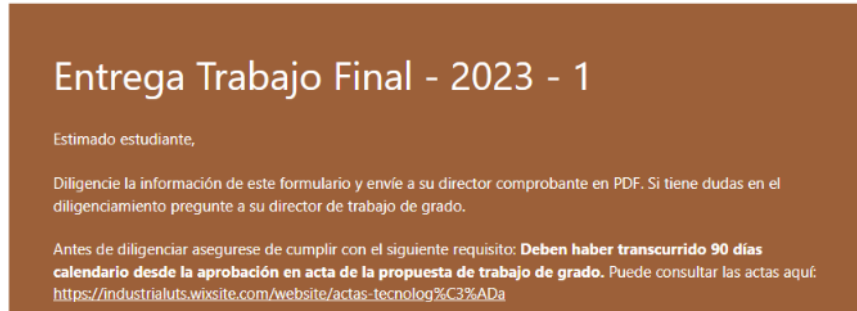 Entrega Trabajo Final - 2023 - 1
Estimado estudiante,
Diligencie la información de este formulario y envíe a su director comprobante en PDF. Si tiene dudas en el
diligenciamiento pregunte a su director de trabajo de grado.
Antes de diligenciar asegurese de cumplir con el siguiente requisito: Deben haber transcurrido 90 días
calendario desde la aprobación en acta de la propuesta de trabajo de grado. Puede consultar las actas aquí:
https://industrialuts.wixsite.com/website/actas-tecnolog%C3%ADa